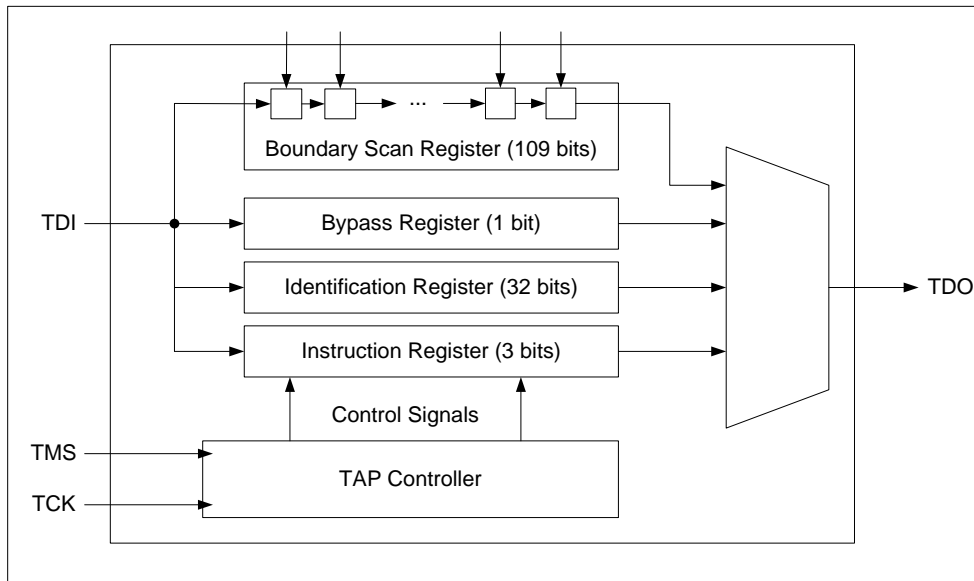 ...
Boundary Scan Register (109 bits)
TDI
Bypass Register (1 bit)
Identification Register (32 bits)
TDO
Instruction Register (3 bits)
Control Signals
TMS
TAP Controller
TCK